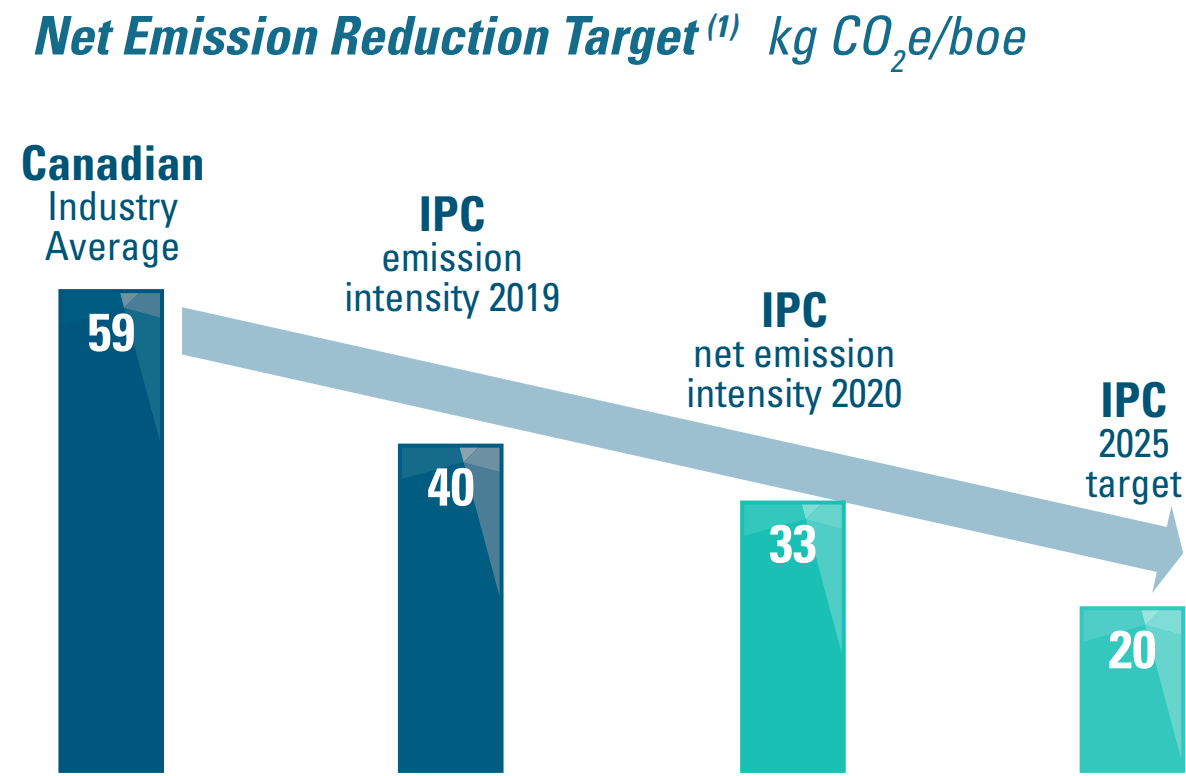 Net Emission Reduction Target (1) kg CO₂e/boe
Canadian
Industry
Average
59
IPC
emission
intensity 2019
40
IPC
net emission
intensity 2020
33
IPC
2025
target
20